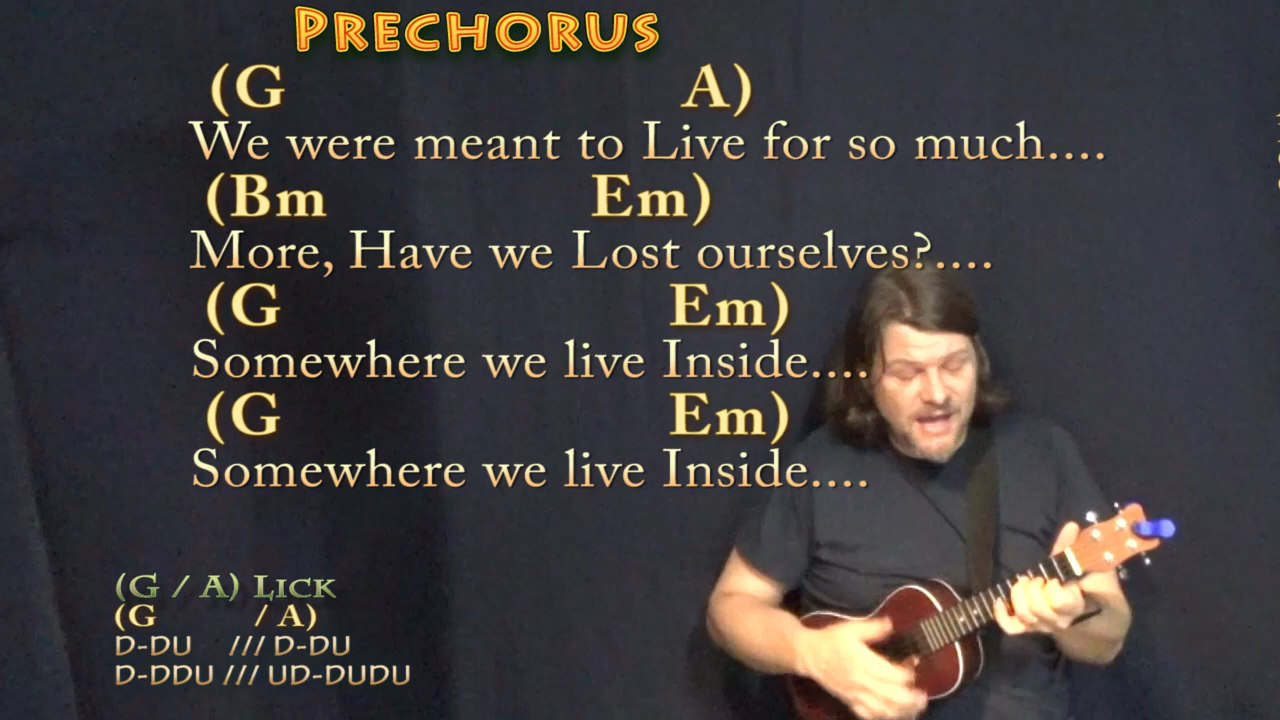 PRECHORUS
(G A)
We were meant to Live for so much....
(Bm Em)
More, Have we Lost ourselves?....
(G Em)
Somewhere we live Inside....
(G Em)
Somewhere we live Inside....
(G / A) LICK
(G / A)
D-DU /// D-DU
D-DDU /// UD-DUDU